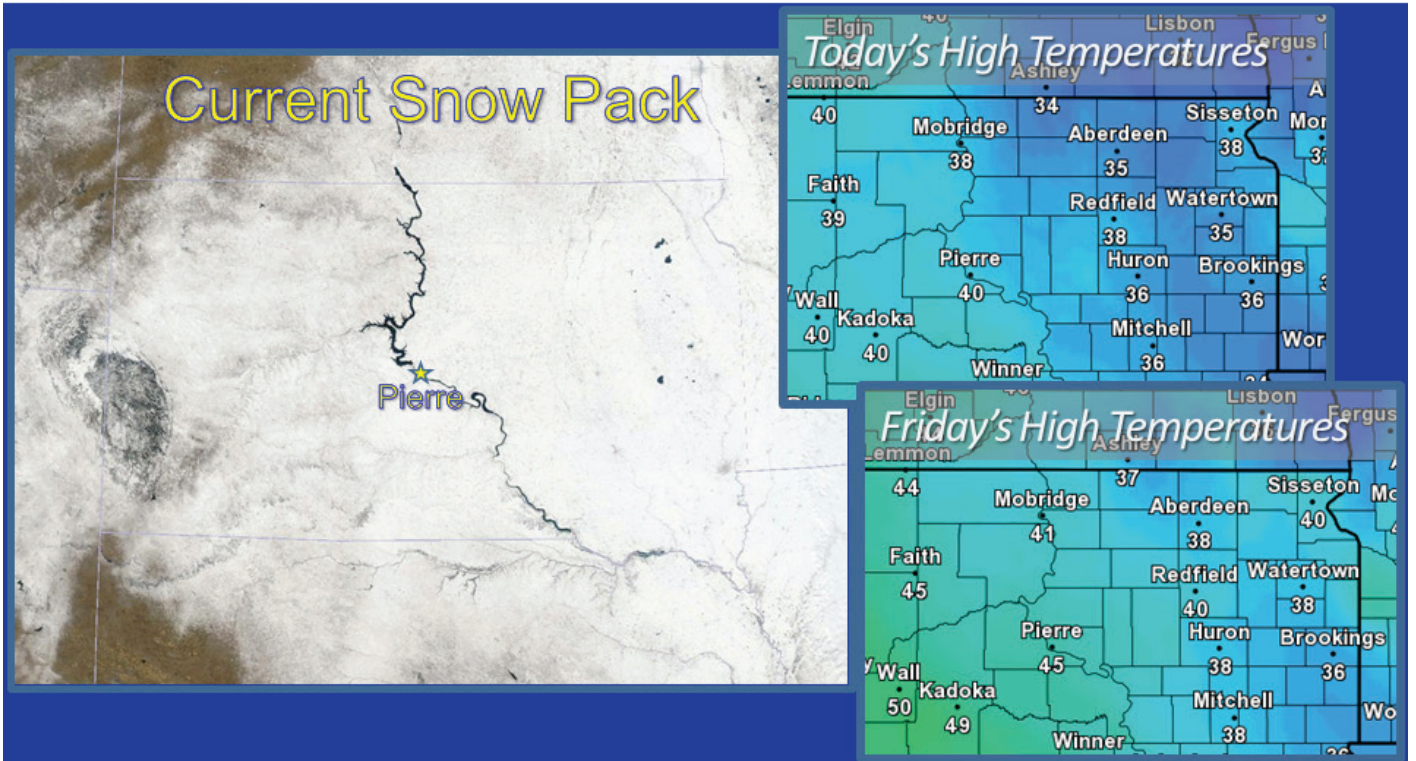 Current Snow Pack
Pierre
Today's High Temperatures
Elgin
Lisbon
Fergus
Lemmon
40
Ashley
34
Mobridge
38
Aberdeen
35
Sisseton
38
Faith
39
Redfield
38
Watertown
35
Pierre
40
Huron
36
Brookings
36
Wall
40
Kadoka
40
Mitchell
36
Winner
Friday's High Temperatures
Elgin
Lisbon
Fergus
Lemmon
44
Ashley
37
Mobridge
41
Aberdeen
38
Sisseton
40
Faith
45
Redfield
40
Watertown
38
Pierre
45
Huron
38
Brookings
36
Wall
50
Kadoka
49
Mitchell
38
Winner